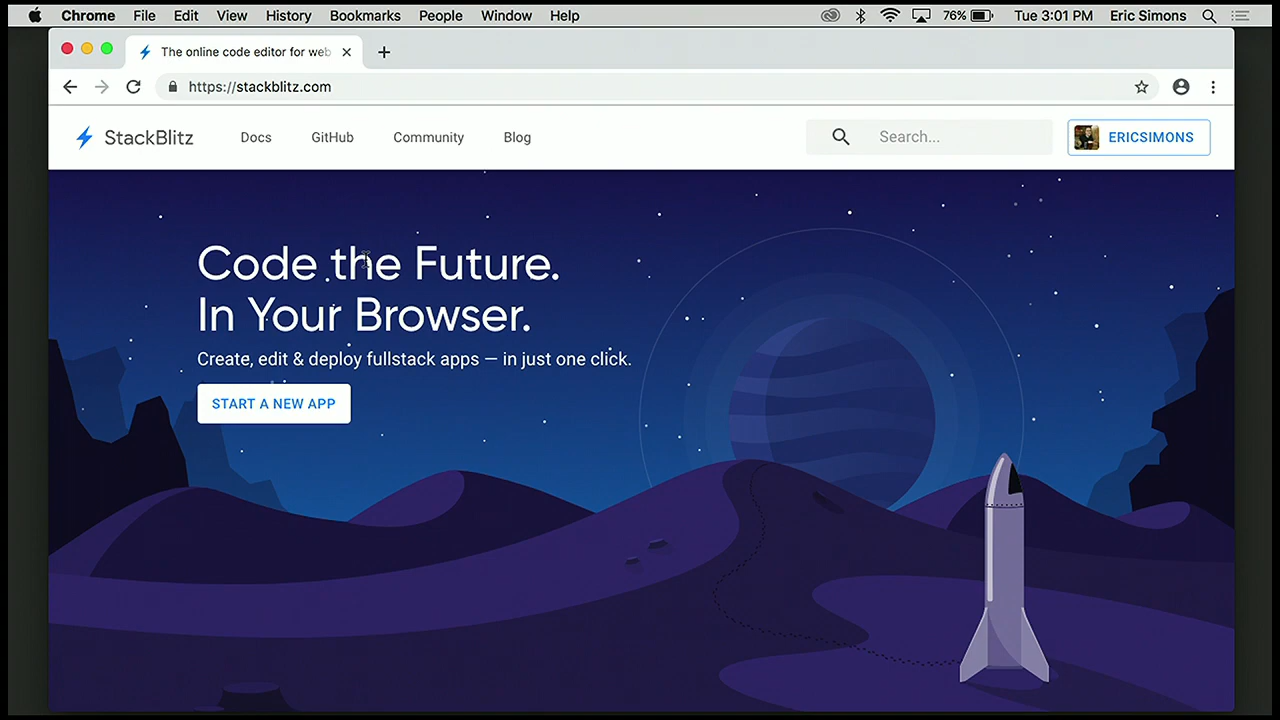 Chrome File Edit View History Bookmarks People Window Help 76% Tue 3:01 PM Eric Simons
The online code editor for web
https://stackblitz.com
StackBlitz Docs GitHub Community Blog Search... ERICSIMONS
Code the Future.
In Your Browser.
Create, edit & deploy fullstack apps — in just one click.
START A NEW APP